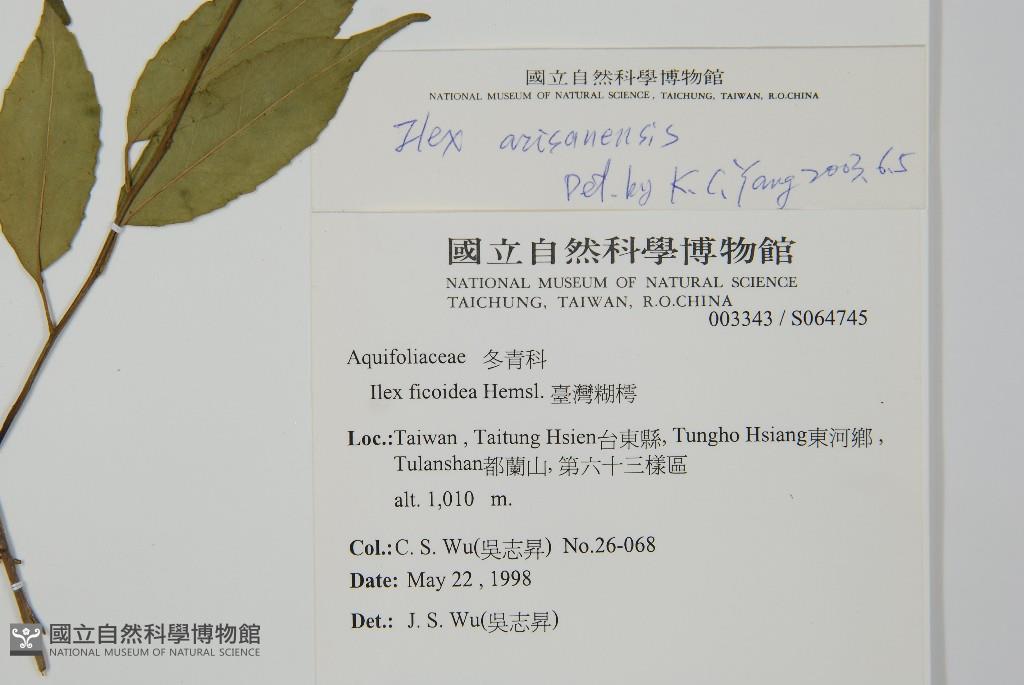 國立自然科學博物館
NATIONAL MUSEUM OF NATURAL SCIENCE, TAICHUNG, TAIWAN, R.O.CHINA
Ilex arisanensis
Det. by K. C. Yang 2003.6.5
國立自然科學博物館
NATIONAL MUSEUM OF NATURAL SCIENCE
TAICHUNG, TAIWAN, R.O.CHINA
003343 / S064745
Aquifoliaceae 冬青科
Ilex ficoidea Hemsl. 臺灣糊樗
Loc.:Taiwan , Taitung Hsien台東縣, Tungho Hsiang東河鄉 ,
Tulanshan都蘭山, 第六十三樣區
alt. 1,010 m.
Col.:C. S. Wu(吳志昇) No.26-068
Date: May 22 , 1998
Det.: J. S. Wu(吳志昇)
國立自然科學博物館
NATIONAL MUSEUM OF NATURAL SCIENCE